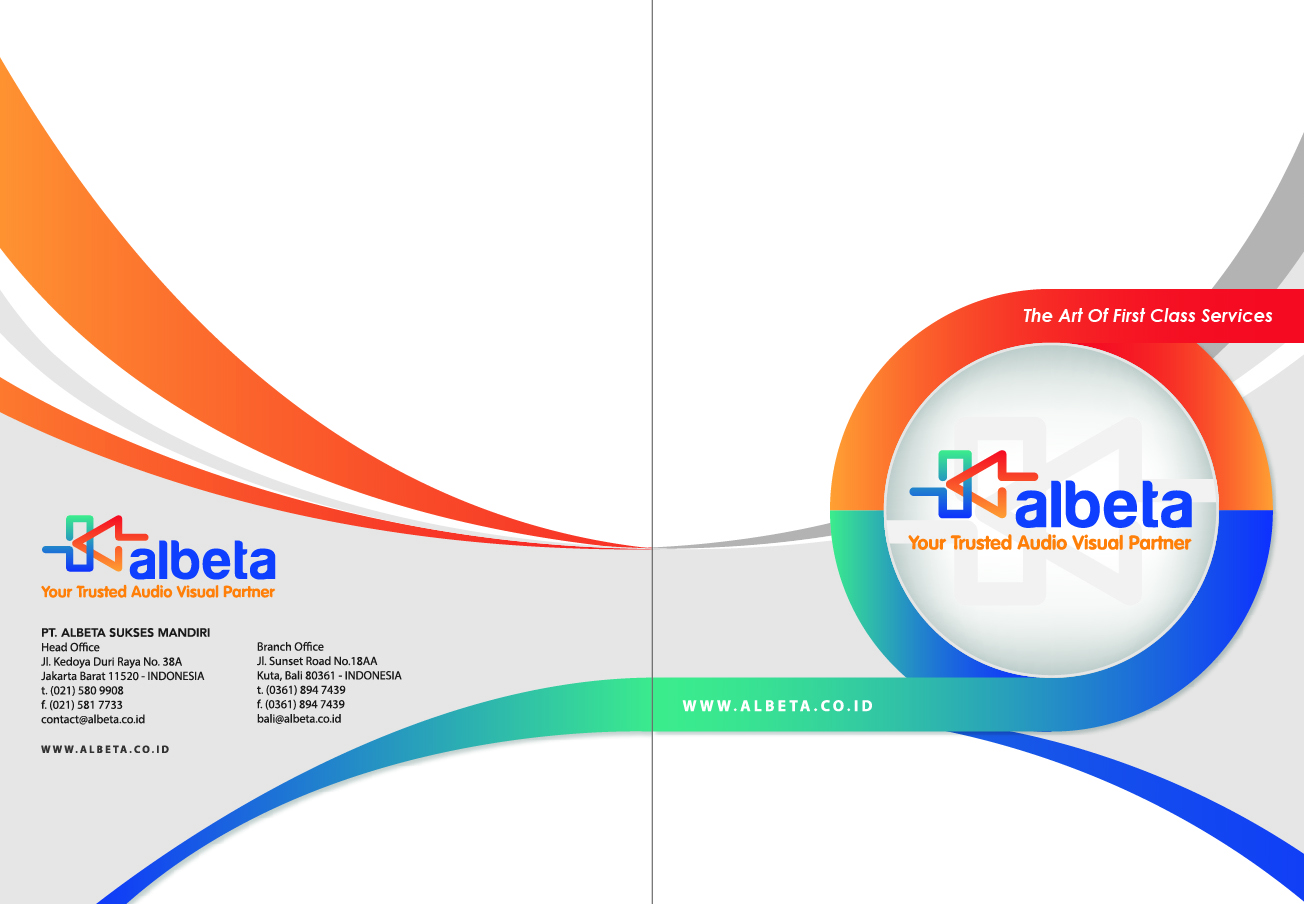 albeta
Your Trusted Audio Visual Partner
PT. ALBETA SUKSES MANDIRI
Head Office
Jl. Kedoya Duri Raya No. 38A
Jakarta Barat 11520 - INDONESIA
t. (021) 580 9908
f. (021) 581 7733
contact@albeta.co.id
WWW.ALBETA.CO.ID
Branch Office
Jl. Sunset Road No.18AA
Kuta, Bali 80361 - INDONESIA
t. (0361) 894 7439
f. (0361) 894 7439
bali@albeta.co.id
The Art Of First Class Services
albeta
Your Trusted Audio Visual Partner
WWW.ALBETA.CO.ID